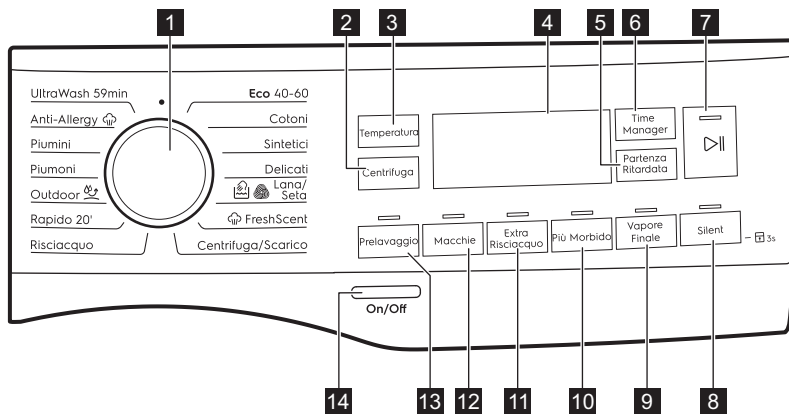 1
2
3
4
5
6
7
UltraWash 59min
Anti-Allergy
Piumini
Piumoni
Outdoor
Rapido 20'
Risciacquo
Eco 40-60
Cotoni
Sintetici
Delicati
Lana/
Seta
FreshScent
Centrifuga/Scarico
Temperatura
Centrifuga
Time
Manager
Partenza
Ritardata
Prelavaggio
Macchie
Extra
Risciacquo
Più Morbido
Vapore
Finale
Silent
3s
On/Off
14
13
12
11
10
9
8